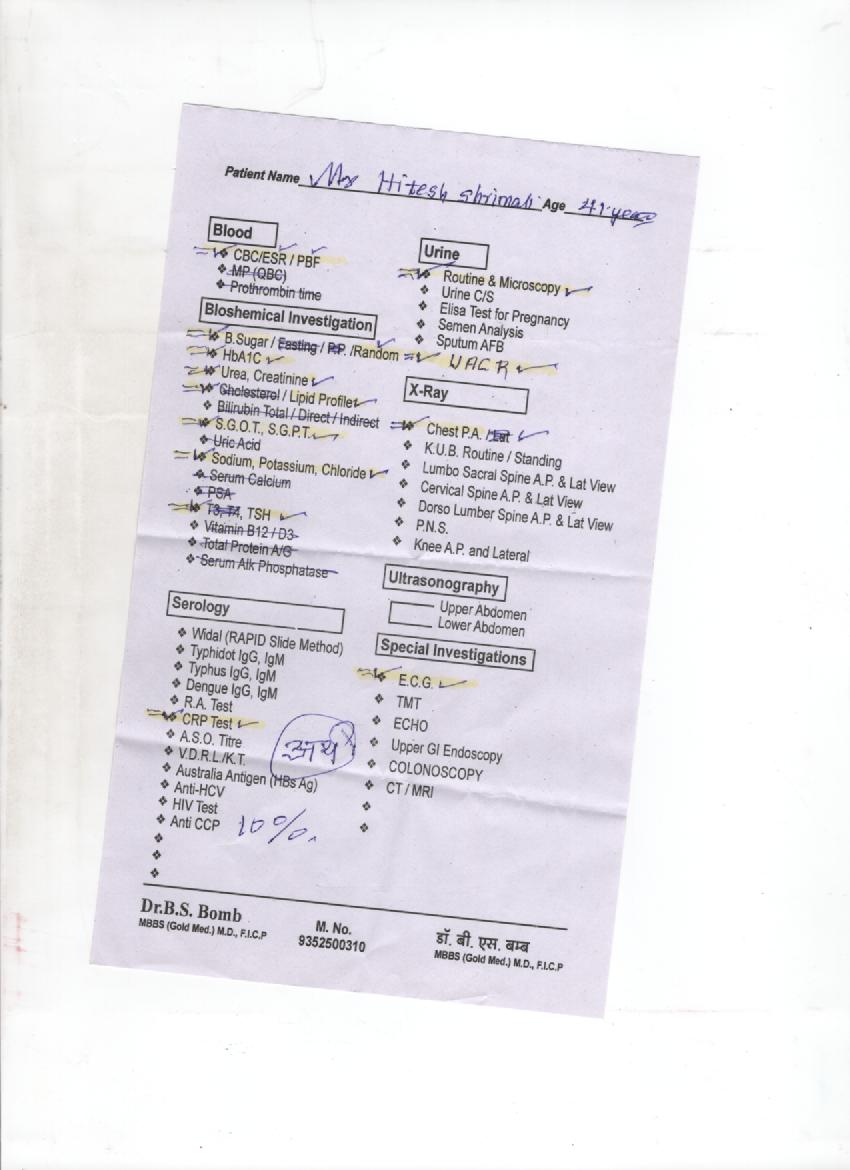 Patient Name Mr Hitesh Shrimali Age 41 years
Blood
❖ CBC/ESR / PBF
❖ MP (QBC)
❖ Prothrombin time
Bioshemical Investigation
❖ B.Sugar / Fasting / P.P. /Random
❖ HbA1C
❖ Urea, Creatinine
❖ Cholesterol / Lipid Profile
❖ Bilirubin Total / Direct / Indirect
❖ S.G.O.T., S.G.P.T.
❖ Uric Acid
❖ Sodium, Potassium, Chloride
❖ Serum Calcium
❖ PSA
❖ T3, T4, TSH
❖ Vitamin B12 / D3
❖ Total Protein A/G
❖ Serum Alk Phosphatase
Serology
❖ Widal (RAPID Slide Method)
❖ Typhidot IgG, IgM
❖ Typhus IgG, IgM
❖ Dengue IgG, IgM
❖ R.A. Test
❖ CRP Test
❖ A.S.O. Titre
❖ V.D.R.L./K.T.
❖ Australia Antigen (HBs Ag)
❖ Anti-HCV
❖ HIV Test
❖ Anti CCP
10%.
Urine
❖ Routine & Microscopy
❖ Urine C/S
❖ Elisa Test for Pregnancy
❖ Semen Analysis
❖ Sputum AFB
UACR
X-Ray
❖ Chest P.A. /Lat
❖ K.U.B. Routine / Standing
❖ Lumbo Sacral Spine A.P. & Lat View
❖ Cervical Spine A.P. & Lat View
❖ Dorso Lumber Spine A.P. & Lat View
❖ P.N.S.
❖ Knee A.P. and Lateral
Ultrasonography
Upper Abdomen
Lower Abdomen
Special Investigations
❖ E.C.G.
❖ TMT
❖ ECHO
❖ Upper GI Endoscopy
❖ COLONOSCOPY
❖ CT / MRI
Dr.B.S. Bomb
MBBS (Gold Med.) M.D., F.I.C.P
M. No.
9352500310
डॉ. बी. एस. बम्ब
MBBS (Gold Med.) M.D., F.I.C.P